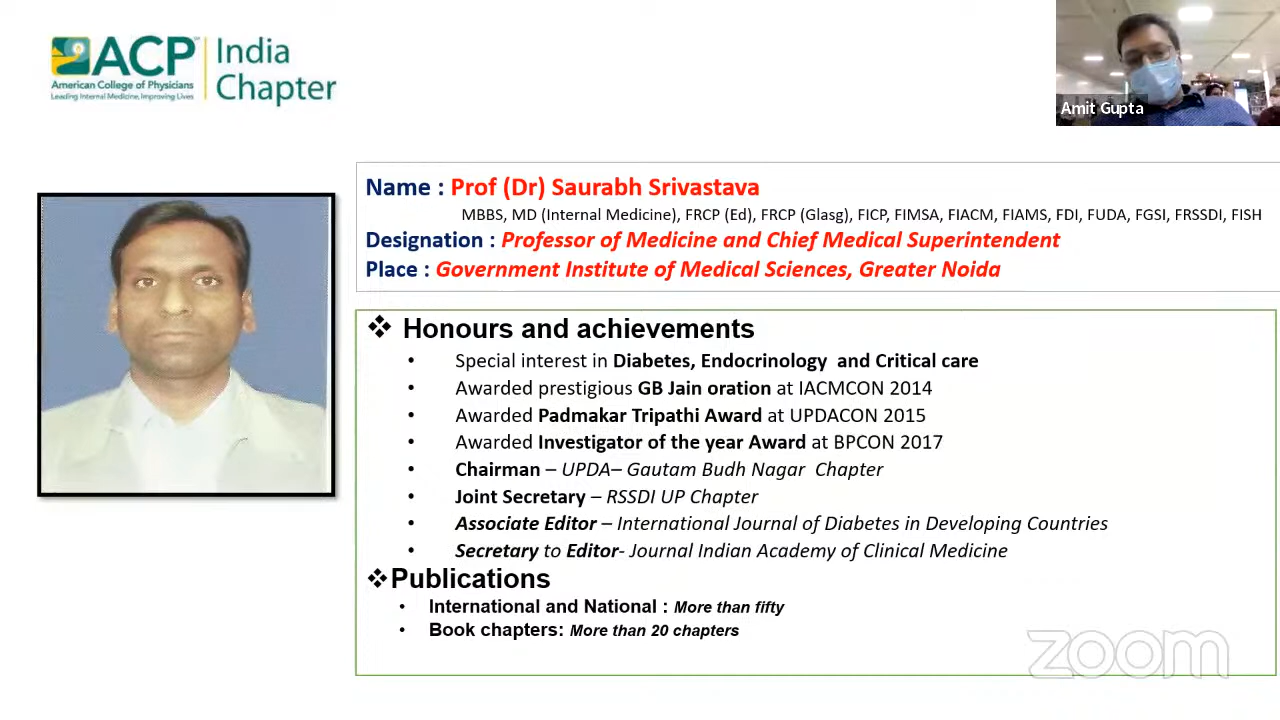 ACP India
American College of Physicians Chapter
Leading Internal Medicine, Improving Lives
Amit Gupta
Name : Prof (Dr) Saurabh Srivastava
MBBS, MD (Internal Medicine), FRCP (Ed), FRCP (Glasg), FICP, FIMSA, FIACM, FIAMS, FDI, FUDA, FGSI, FRSSDI, FISH
Designation : Professor of Medicine and Chief Medical Superintendent
Place : Government Institute of Medical Sciences, Greater Noida
❖ Honours and achievements
• Special interest in Diabetes, Endocrinology and Critical care
• Awarded prestigious GB Jain oration at IACMCON 2014
• Awarded Padmakar Tripathi Award at UPDACON 2015
• Awarded Investigator of the year Award at BPCON 2017
• Chairman – UPDA– Gautam Budh Nagar Chapter
• Joint Secretary – RSSDI UP Chapter
• Associate Editor – International Journal of Diabetes in Developing Countries
• Secretary to Editor- Journal Indian Academy of Clinical Medicine
❖Publications
• International and National : More than fifty
• Book chapters: More than 20 chapters
zoom